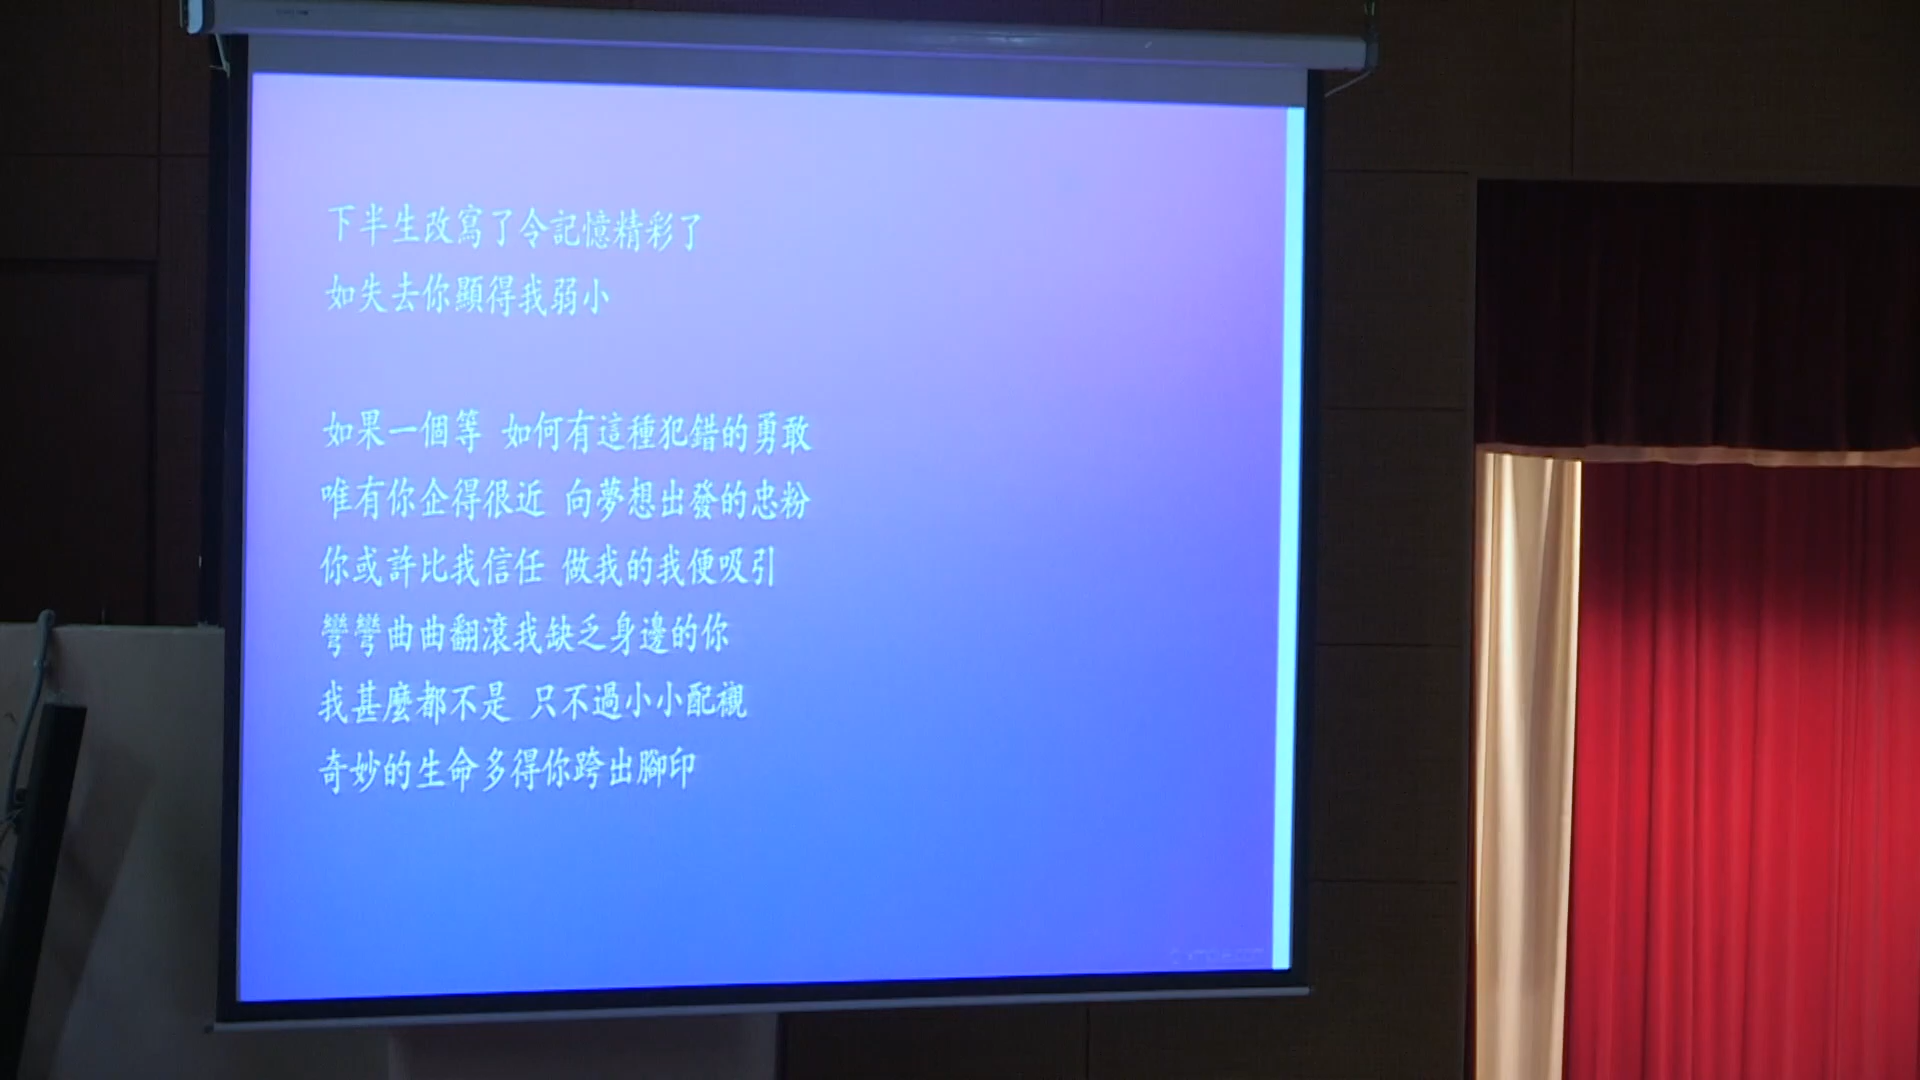 下半生改寫了令記憶精彩了
如失去你顯得我弱小
如果一個等 如何有這種犯錯的勇敢
唯有你企得很近 向夢想出發的忠粉
你或許比我信任 做我的我便吸引
彎彎曲曲翻滾我缺乏身邊的你
我甚麼都不是 只不過小小配襯
奇妙的生命多得你跨出腳印